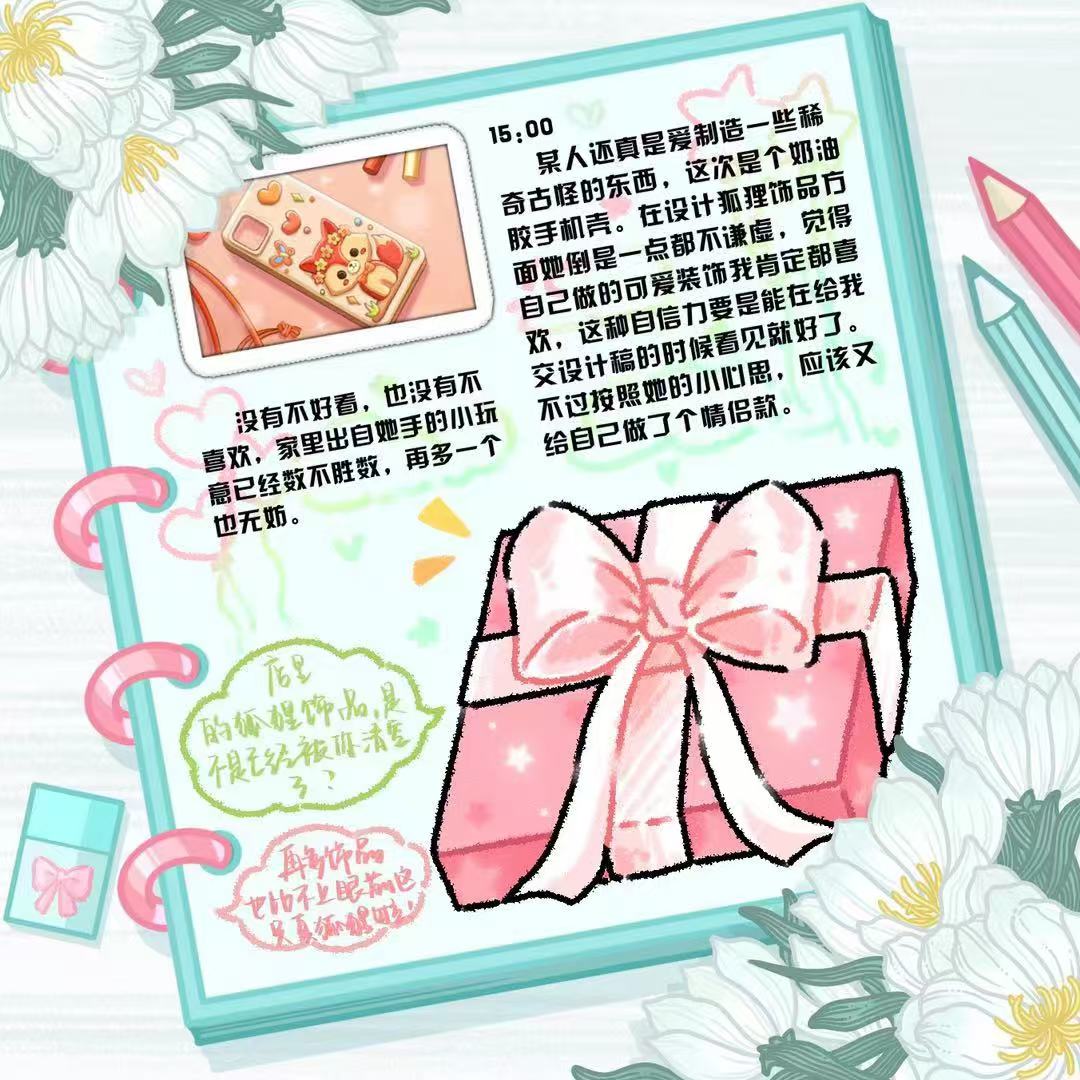 15:00
某人还真是爱制造一些稀
奇古怪的东西，这次是个奶油
胶手机壳。在设计狐狸饰品方
面她倒是一点都不谦虚，觉得
自己做的可爱装饰我肯定都喜
欢，这种自信力要是能在给我
交设计稿的时候看见就好了。
不过按照她的小心思，应该又
给自己做了个情侣款。
没有不好看，也没有不
喜欢，家里出自她手的小玩
意已经数不胜数，再多一个
也无妨。
店里
的狐狸饰品，是
不是已经被你清空
了？
再多饰品
也比不上眼前这
只真狐狸啦！